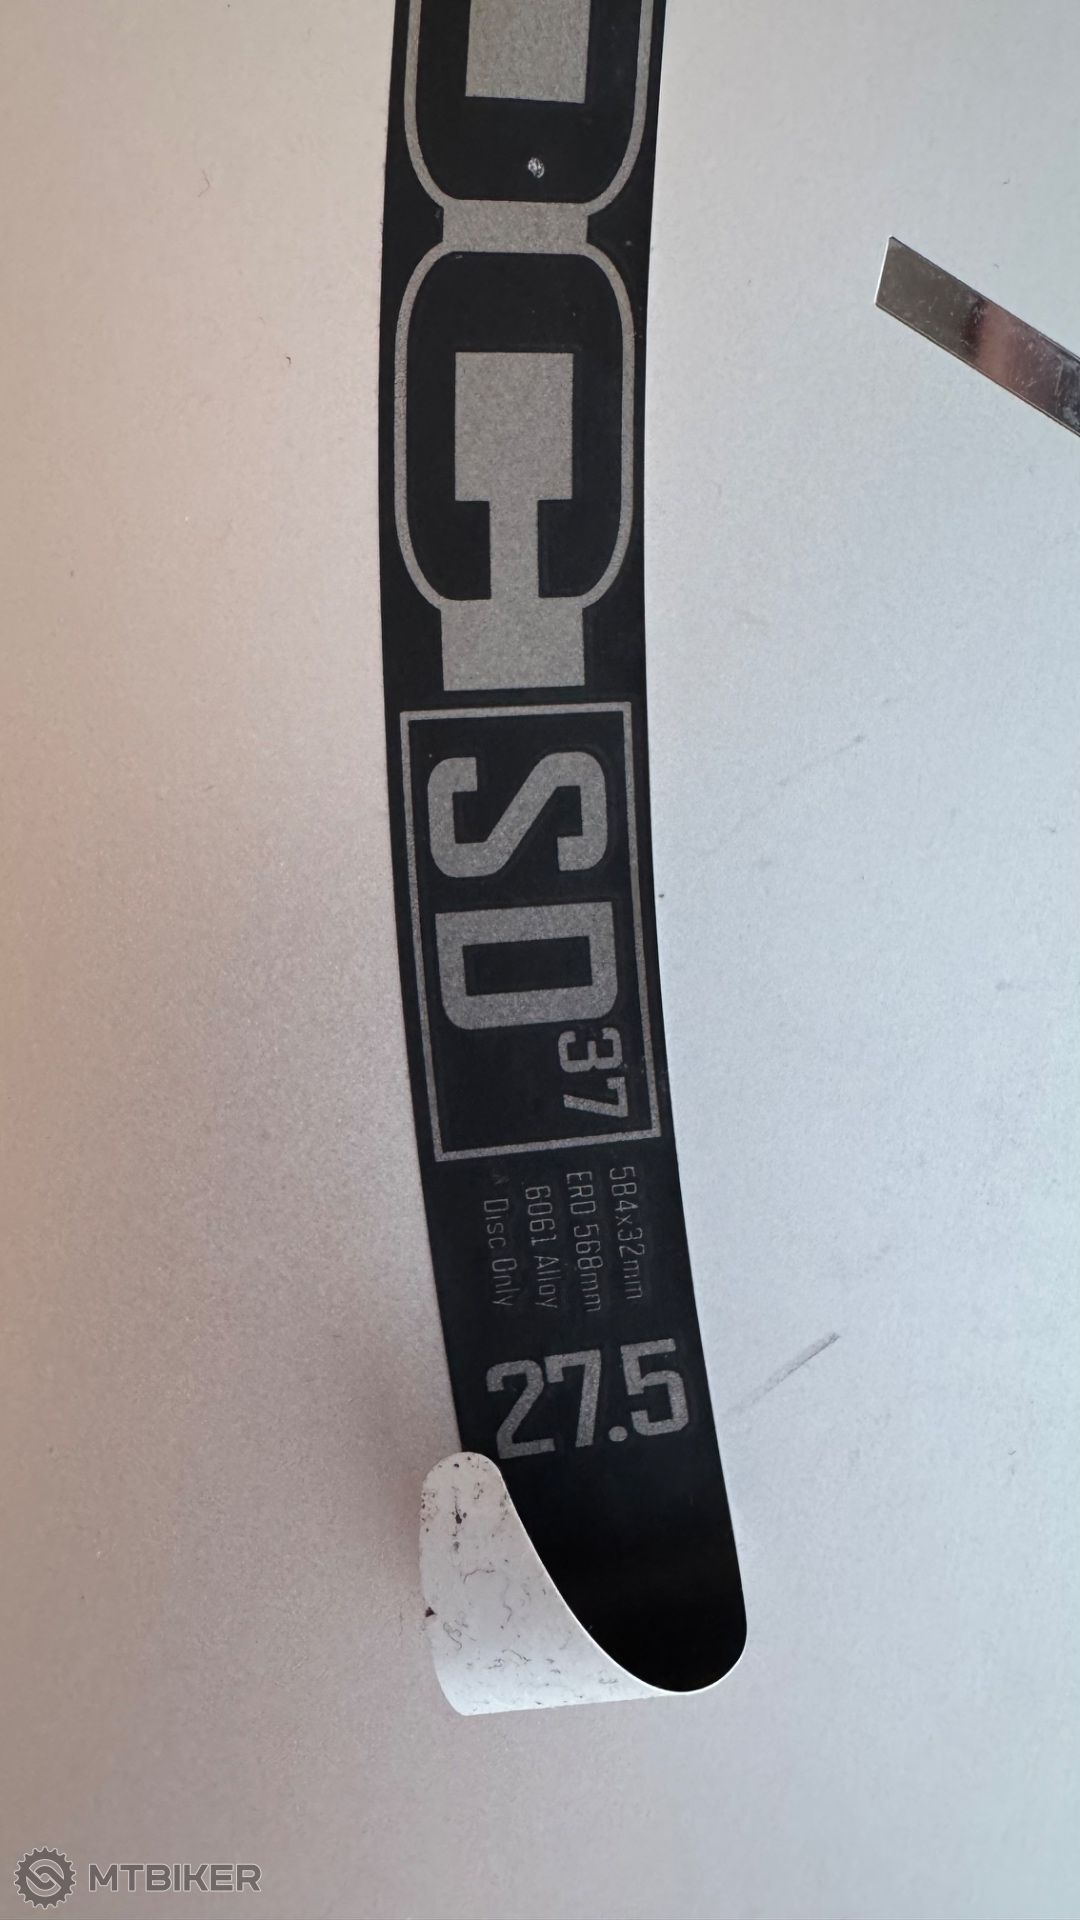 SD
37
584x32mm
ERD 568mm
6061 Alloy
* Disc Only
27.5
MTBIKER